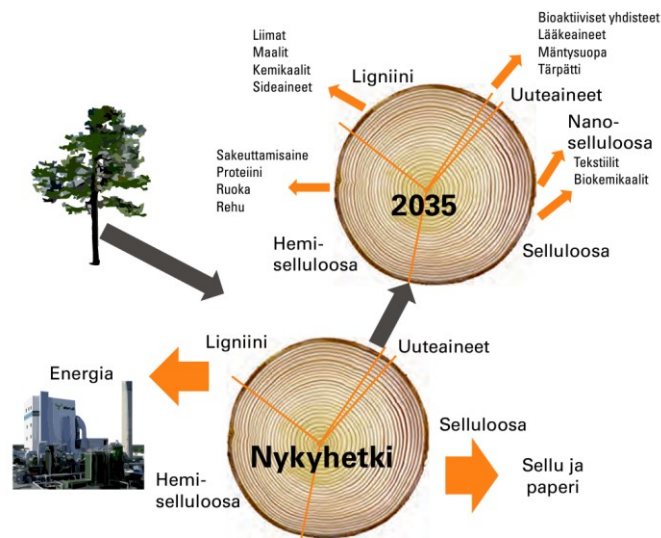 Liimat
Maalit
Kemikaalit
Sideaineet
Ligniini
Bioaktiiviset yhdisteet
Lääkeaineet
Mäntysuopa
Tärpätti
Uuteaineet
Nano-
selluloosa
Tekstiilit
Biokemikaalit
Sakeuttamisaine
Proteiini
Ruoka
Rehu
2035
Hemi-
selluloosa
Selluloosa
Ligniini
Uuteaineet
Energia
Nykyhetki
Selluloosa
Hemi-
selluloosa
Sellu ja
paperi